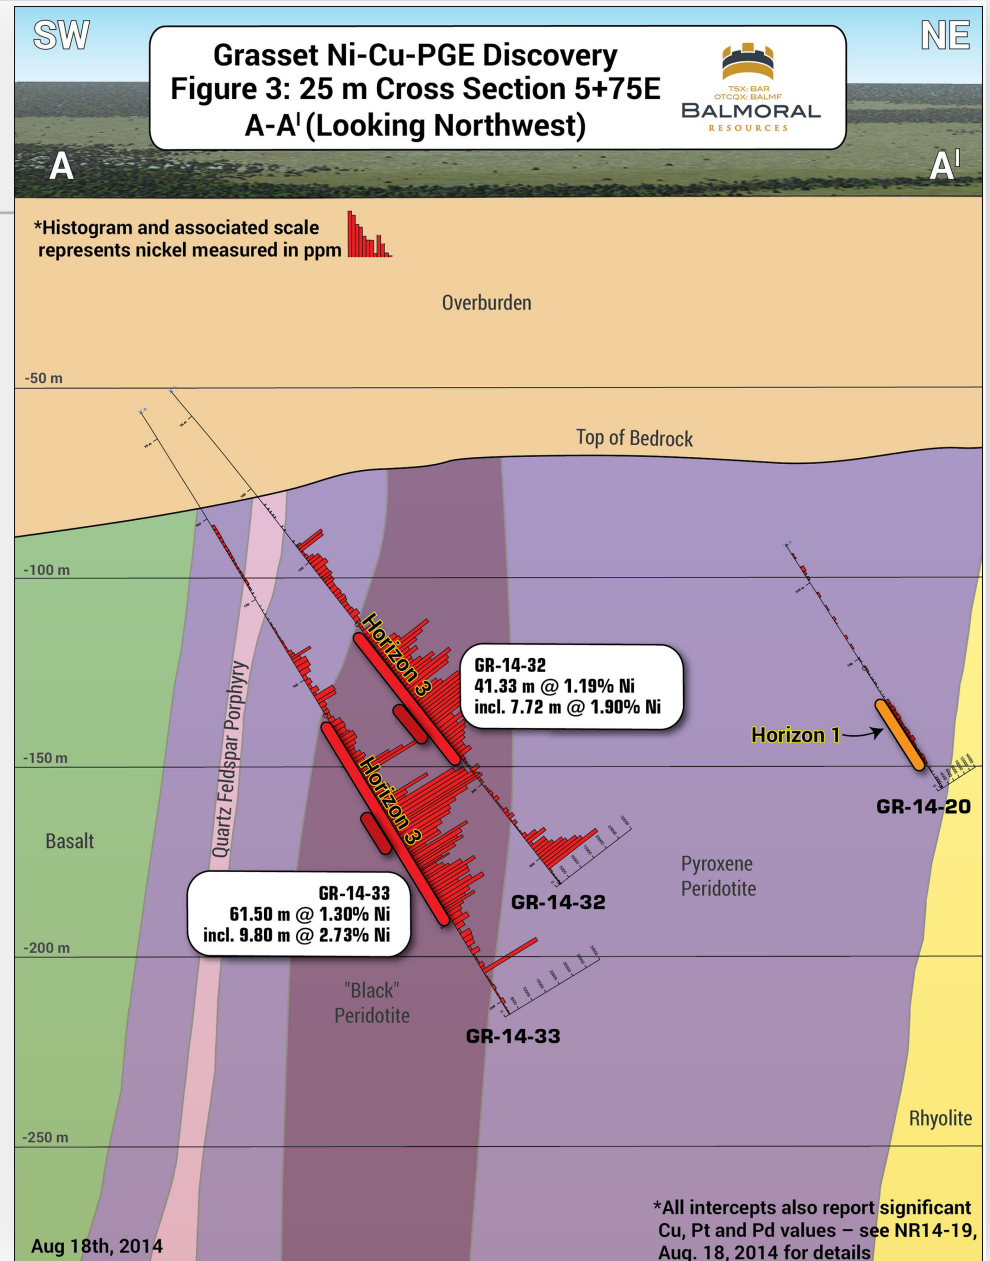 SW
NE
Grasset Ni-Cu-PGE Discovery
Figure 3: 25 m Cross Section 5+75E
A-A' (Looking Northwest)
TSX: BAR
OTCQX: BALMF
BALMORAL
RESOURCES
A
A'
*Histogram and associated scale
represents nickel measured in ppm
Overburden
-50 m
Top of Bedrock
-100 m
Horizon 3
GR-14-32
41.33 m @ 1.19% Ni
incl. 7.72 m @ 1.90% Ni
Quartz Feldspar Porphyry
Horizon 1
-150 m
Horizon 3
GR-14-20
Basalt
Pyroxene
Peridotite
GR-14-33
61.50 m @ 1.30% Ni
incl. 9.80 m @ 2.73% Ni
GR-14-32
-200 m
"Black"
Peridotite
GR-14-33
Rhyolite
-250 m
*All intercepts also report significant
Cu, Pt and Pd values – see NR14-19,
Aug. 18, 2014 for details
Aug 18th, 2014